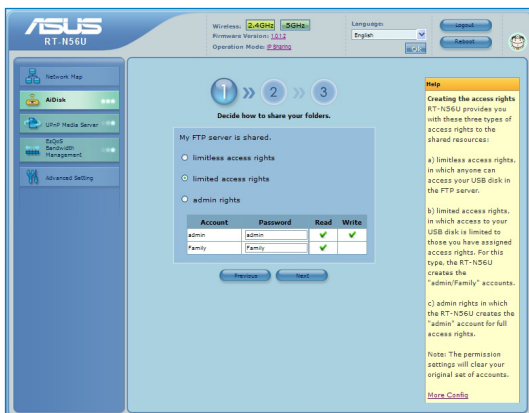 ASUS
RT-N56U
Wireless: 2.4GHz 5GHz
Firmware Version: 1.0.1.2
Operation Mode: IP Sharing
Language:
English
Logout
Reboot
Network Map
AiDisk
UPnP Media Server
EzQoS
Bandwidth
Management
Advanced Setting
1 » 2 » 3
Decide how to share your folders.
My FTP server is shared.
limitless access rights
limited access rights
admin rights
Account Password Read Write
admin admin
Family Family
Previous Next
Help
Creating the access rights
RT-N56U provides you
with these three types of
access rights to the
shared resources:
a) limitless access rights,
in which anyone can
access your USB disk in
the FTP server.
b) limited access rights,
in which access to your
USB disk is limited to
those you have assigned
access rights. For this
type, the RT-N56U
creates the
"admin/Family" accounts.
c) admin rights in which
the RT-N56U creates the
"admin" account for full
access rights.
Note: The permission
settings will clear your
original set of accounts.
More Config